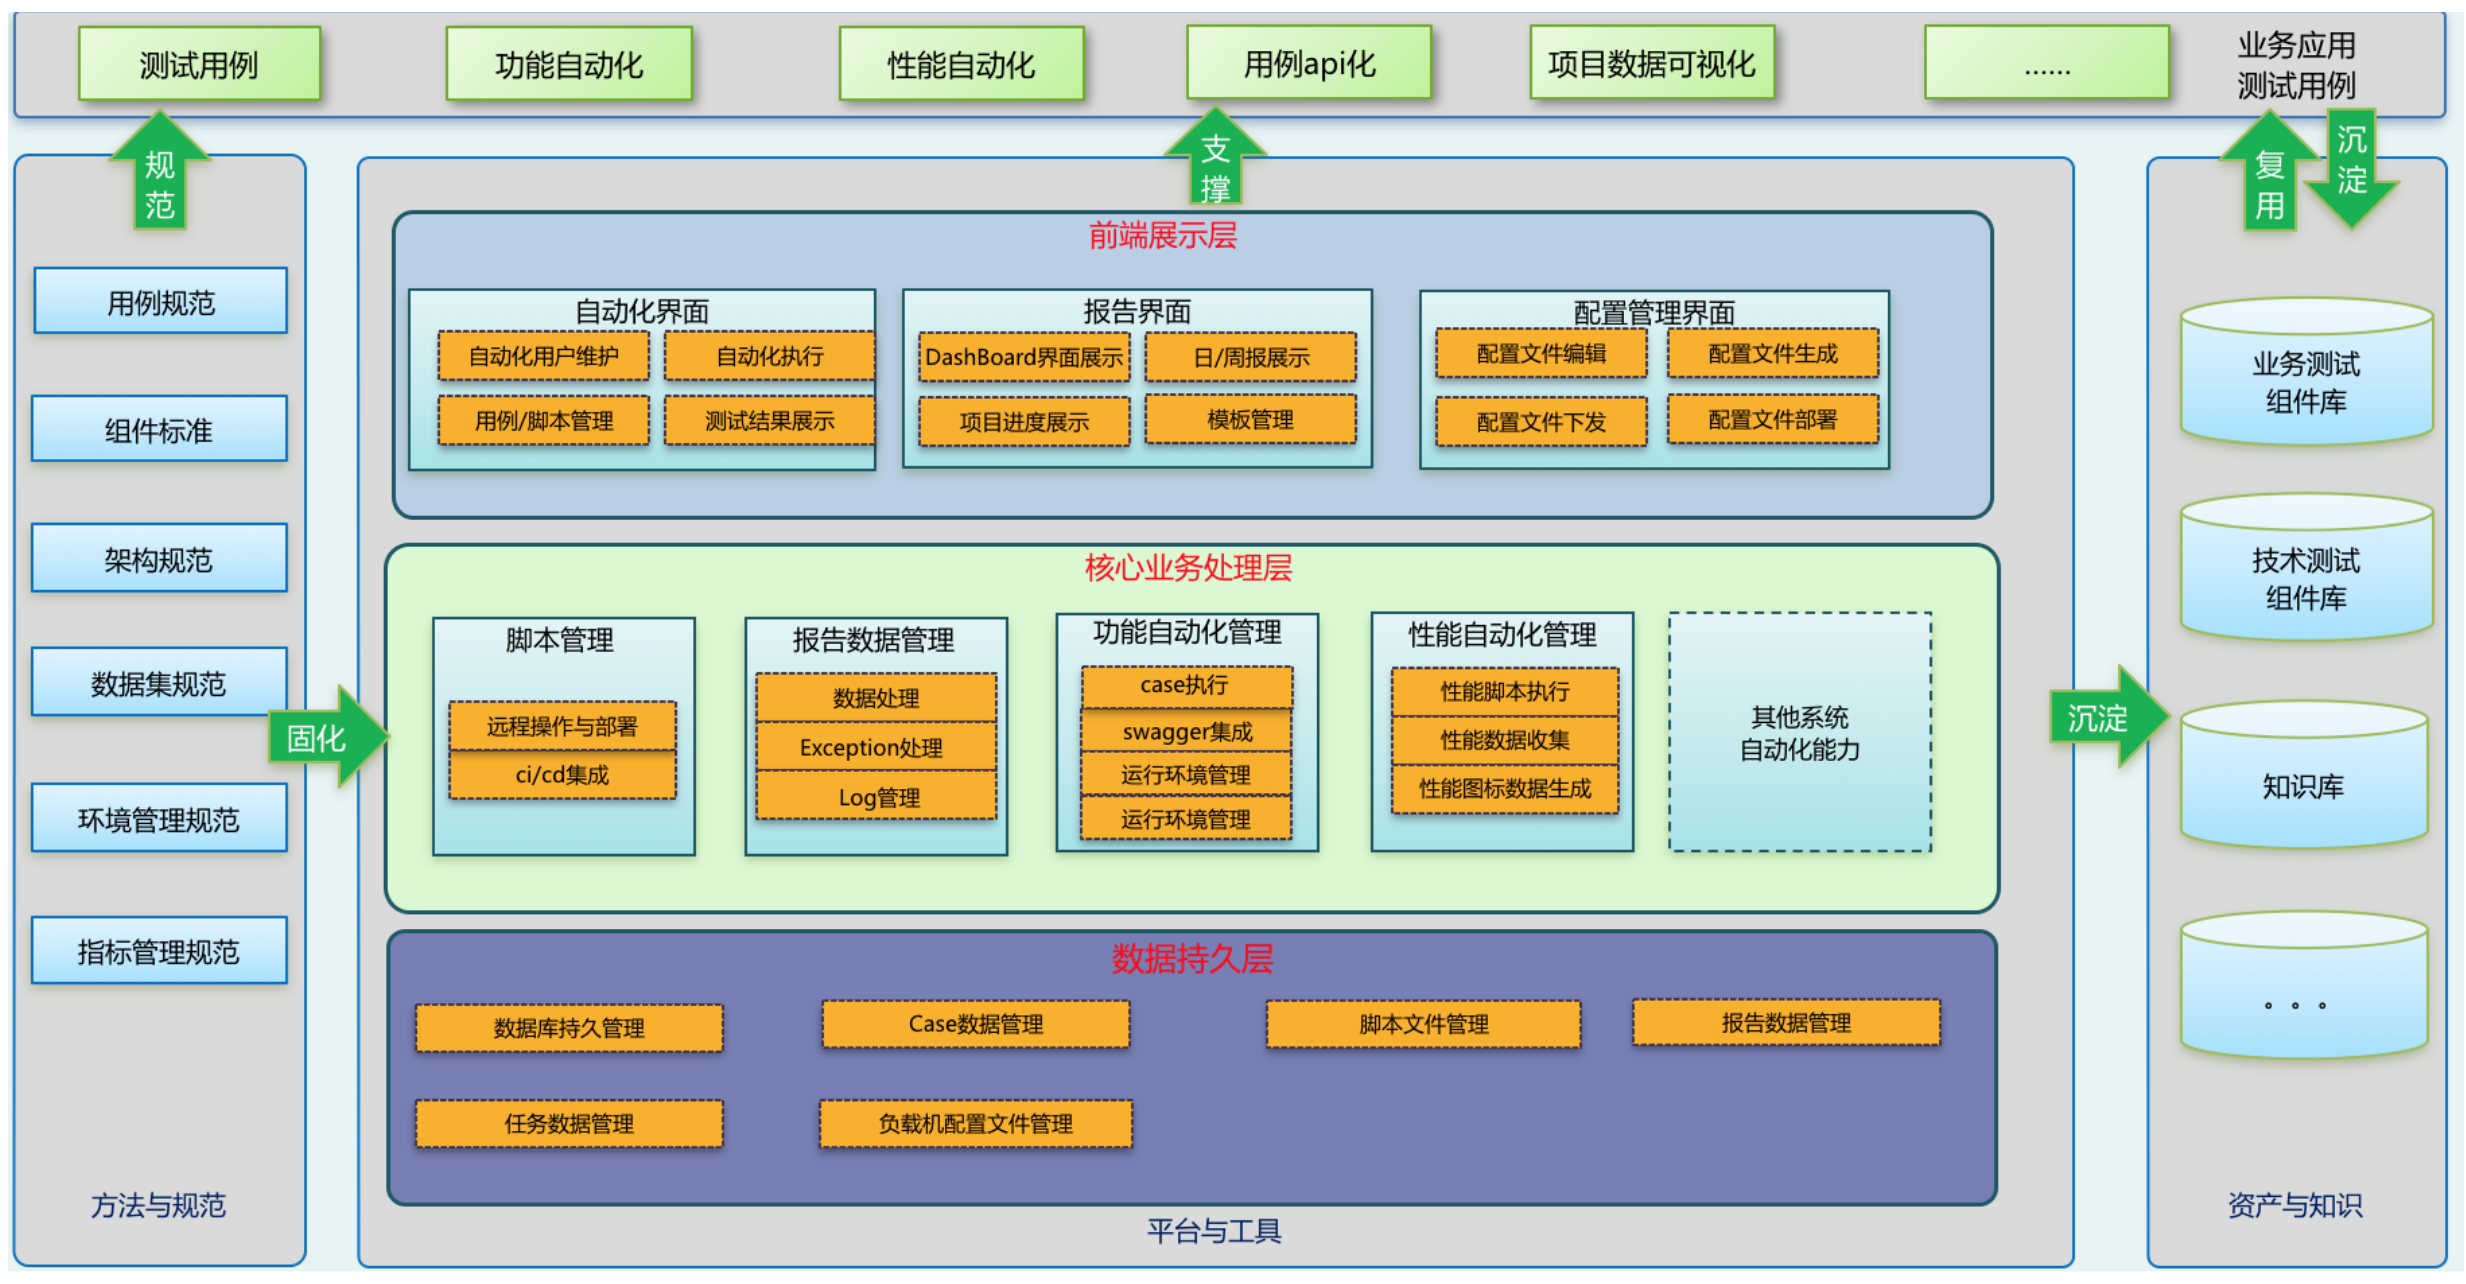 测试用例
功能自动化
性能自动化
用例api化
项目数据可视化
......
业务应用
测试用例
规
范
支
撑
复
用
沉
淀
用例规范
组件标准
架构规范
数据集规范
环境管理规范
指标管理规范
方法与规范
固化
前端展示层
自动化界面
自动化用户维护
自动化执行
用例/脚本管理
测试结果展示
报告界面
DashBoard界面展示
日/周报展示
项目进度展示
模板管理
配置管理界面
配置文件编辑
配置文件生成
配置文件下发
配置文件部署
核心业务处理层
脚本管理
远程操作与部署
ci/cd集成
报告数据管理
数据处理
Exception处理
Log管理
功能自动化管理
case执行
swagger集成
运行环境管理
运行环境管理
性能自动化管理
性能脚本执行
性能数据收集
性能图标数据生成
其他系统
自动化能力
数据持久层
数据库持久管理
Case数据管理
脚本文件管理
报告数据管理
任务数据管理
负载机配置文件管理
平台与工具
沉淀
业务测试
组件库
技术测试
组件库
知识库
。。。
资产与知识